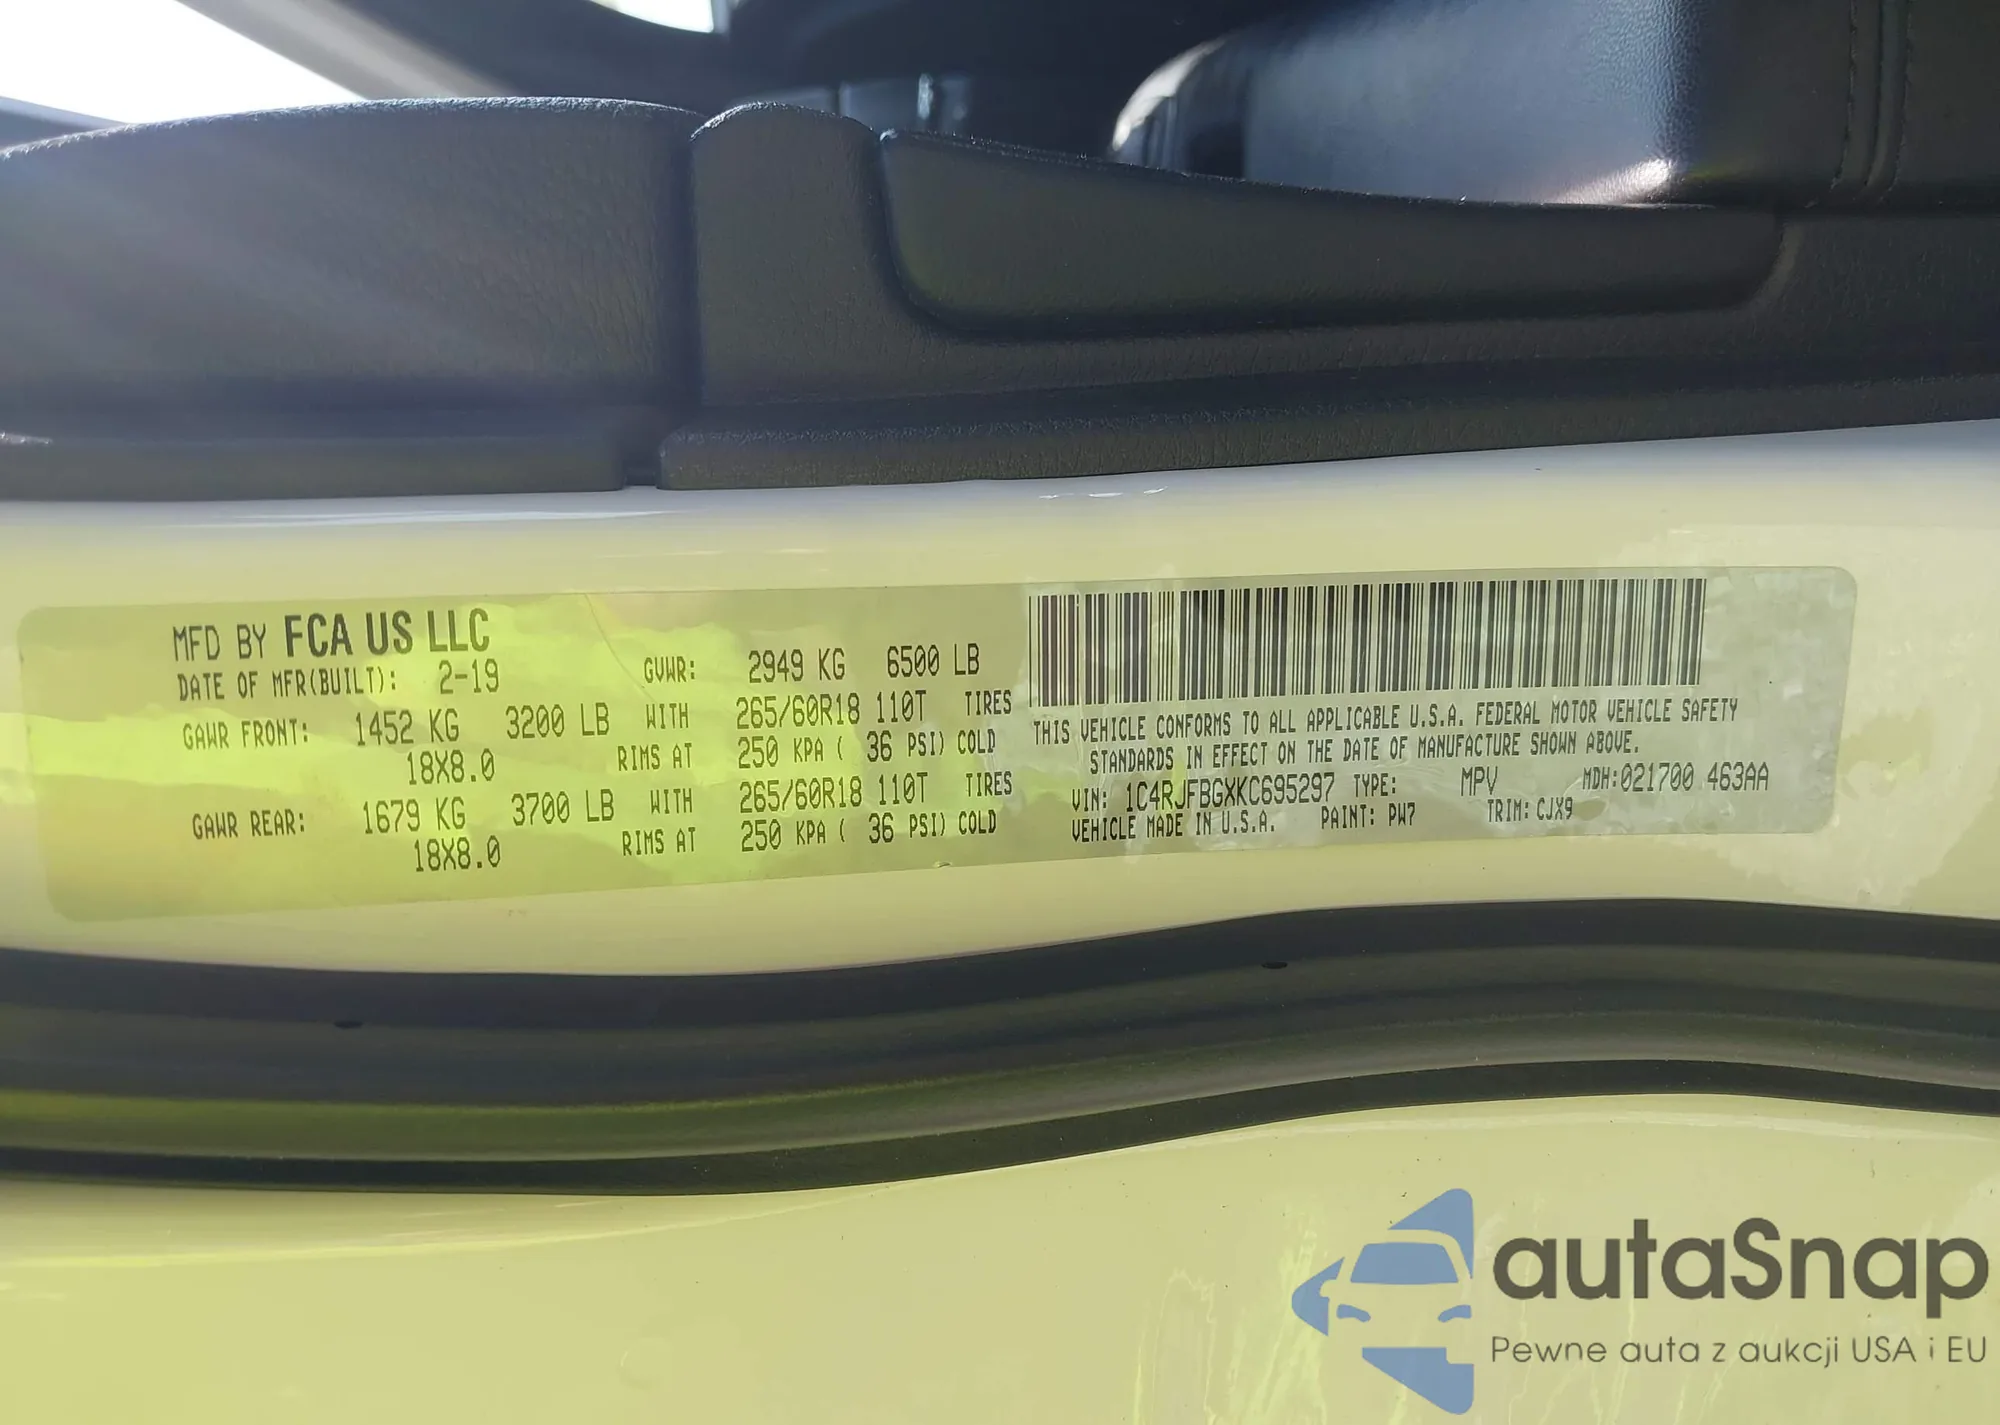 MFD BY FCA US LLC
DATE OF MFR(BUILT): 2-19 GVWR: 2949 KG 6500 LB
GAWR FRONT: 1452 KG 3200 LB WITH 265/60R18 110T TIRES
18X8.0 RIMS AT 250 KPA ( 36 PSI) COLD
GAWR REAR: 1679 KG 3700 LB WITH 265/60R18 110T TIRES
18X8.0 RIMS AT 250 KPA ( 36 PSI) COLD
THIS VEHICLE CONFORMS TO ALL APPLICABLE U.S.A. FEDERAL MOTOR VEHICLE SAFETY
STANDARDS IN EFFECT ON THE DATE OF MANUFACTURE SHOWN ABOVE.
VIN: 1C4RJFBGXKC695297 TYPE: MPV MDH:021700 463AA
VEHICLE MADE IN U.S.A. PAINT: PW7 TRIM: CJX9
autaSnap
Pewne auta z aukcji USA i EU